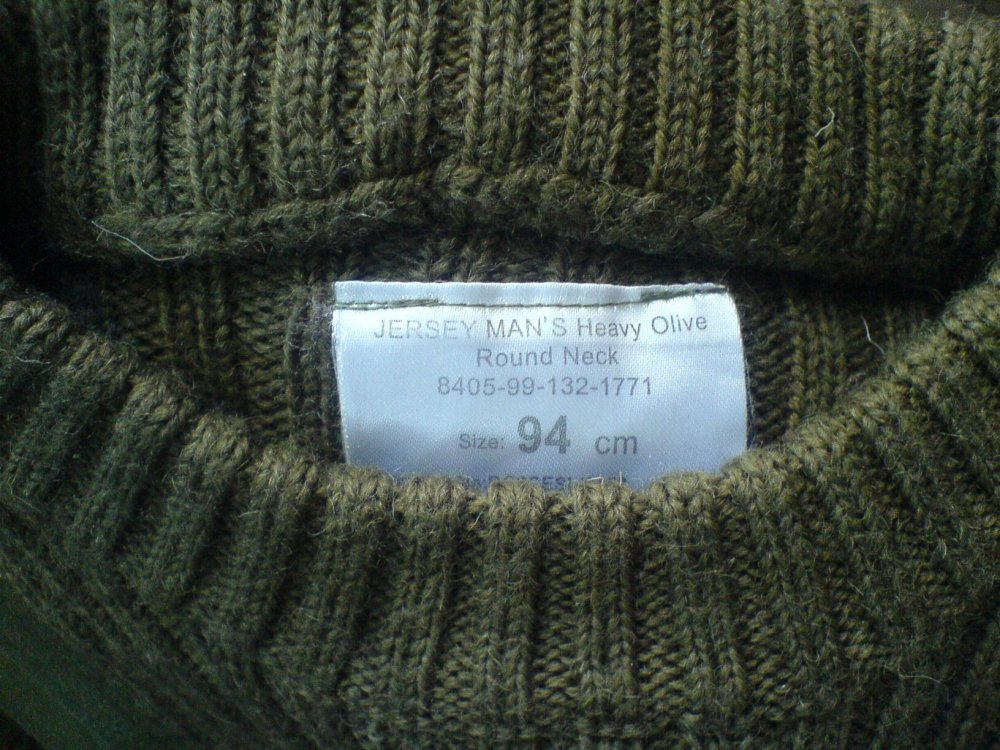 JERSEY MAN'S Heavy Olive
Round Neck
8405-99-132-1771
Size: 94 cm